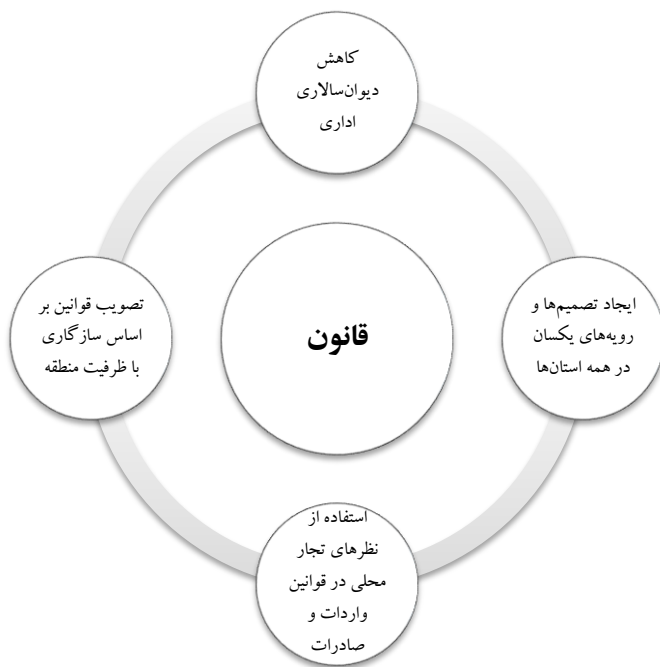 کاهش
دیوان‌سالاری
اداری
ایجاد تصمیم‌ها و
رویه‌های یکسان
در همه استان‌ها
قانون
تصویب قوانین بر
اساس سازگاری
با ظرفیت منطقه
استفاده از
نظرهای تجار
محلی در قوانین
واردات و
صادرات